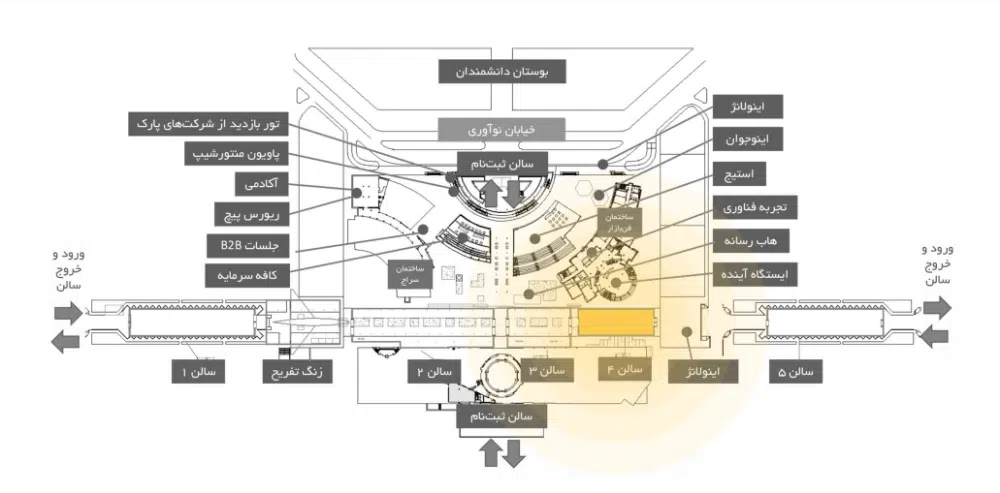 بوستان دانشمندان
خیابان نوآوری
سالن ثبت‌نام
تور بازدید از شرکت‌های پارک
پاویون منتورشیپ
آکادمی
ریورس پیچ
جلسات B2B
کافه سرمایه
اینولانژ
اینوجوان
استیج
تجربه فناوری
هاب رسانه
ایستگاه آینده
ساختمان
فن‌بازار
ساختمان
سراج
ورود و
خروج
سالن
ورود و
خروج
سالن
سالن ۱
زنگ تفریح
سالن ۲
سالن ۳
سالن ۴
اینولانژ
سالن ۵
سالن ثبت‌نام